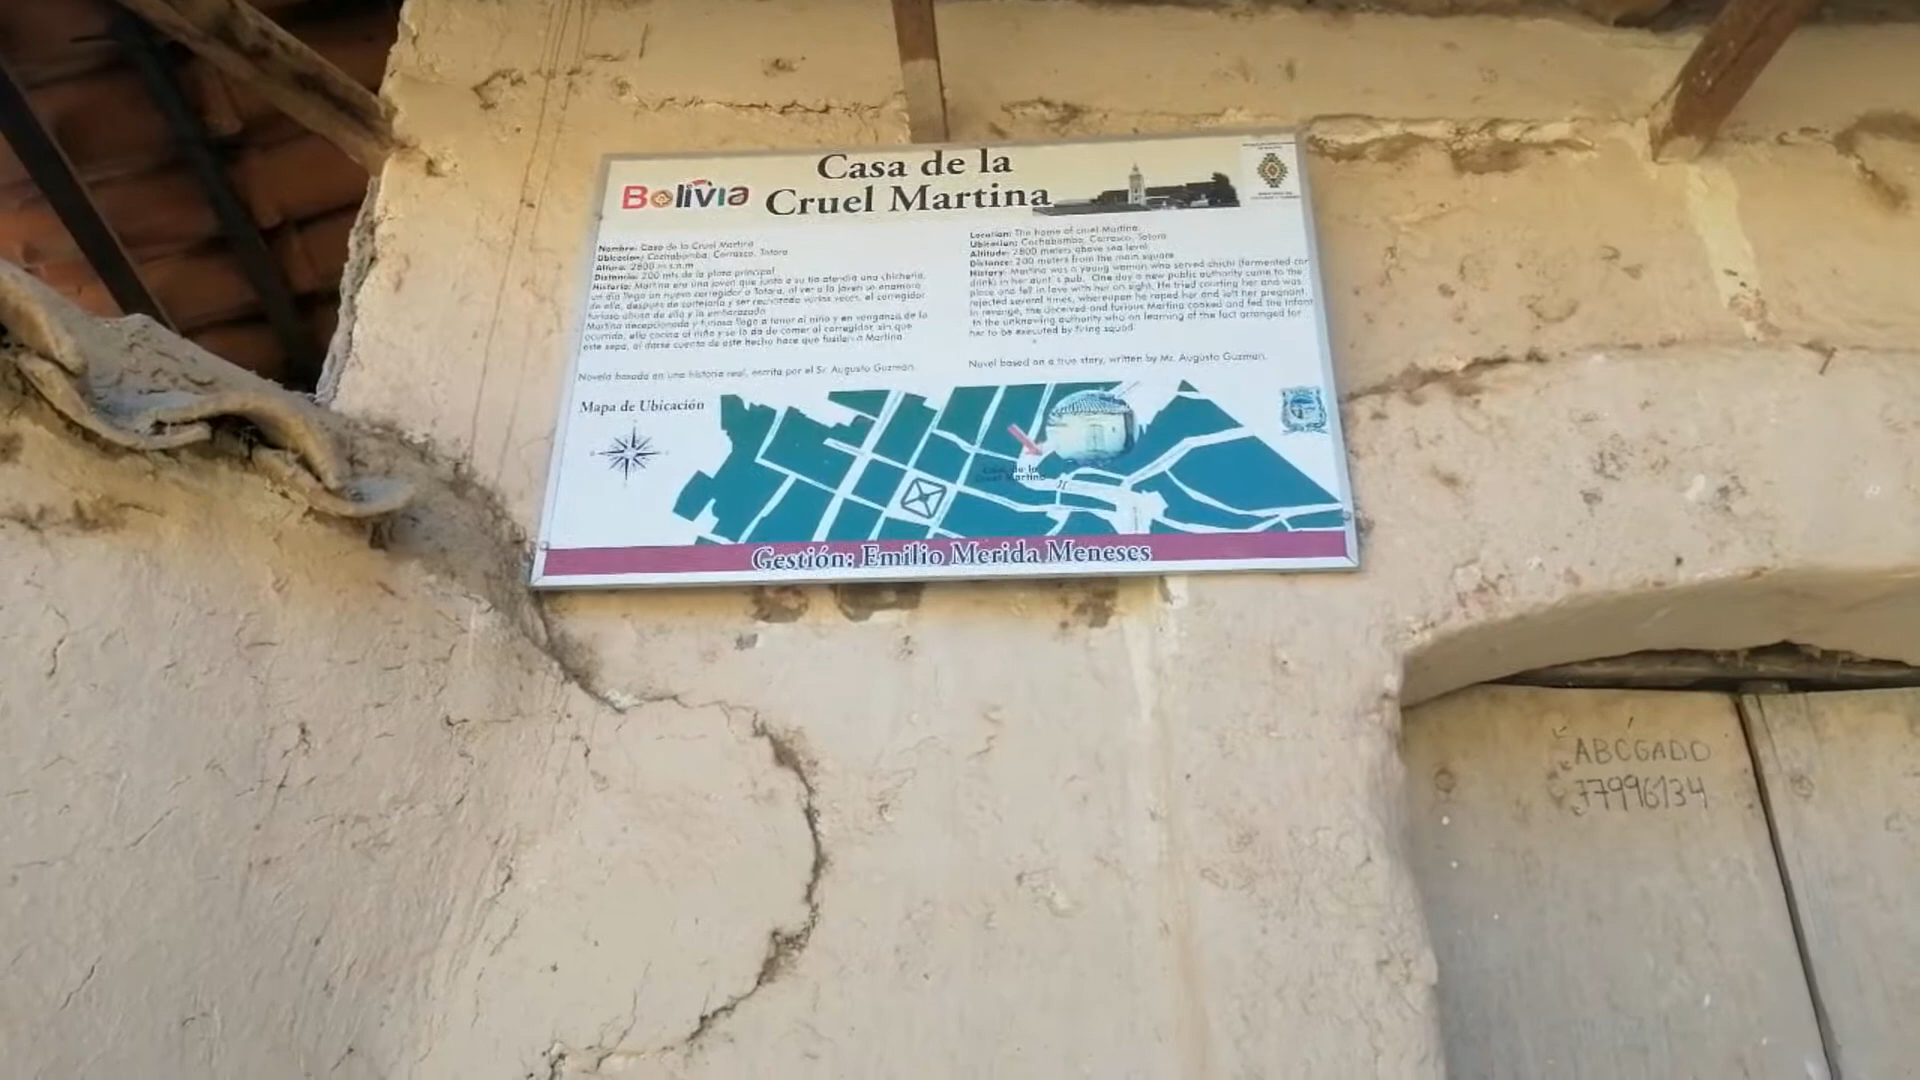 Casa de la
Cruel Martina
Bolivia
Nombre: Casa de la Cruel Martina
Ubicacion: Cochabamba, Carrasco, Totora
Altura: 2800 m.s.n.m
Distancia: 200 mts de la plaza principal
Historia: Martina era una joven que junto a su tia atendia una chicheria,
un dia llego un nuevo corregidor a Totora, al ver a la joven se enamora
de ella, después de cortejarla y ser rechazado varias veces, el corregidor
furioso abusa de ella y la embarazada
Martina decepcionada y furiosa llega a tener al niño y en venganza de lo
ocurrido, ella cocina al niño y se lo da de comer al corregidor sin que
este sepa, al darse cuenta de este hecho hace que fusilen a Martina
Novela basada en una historia real, escrita por el Sr. Augusto Guzmán.
Location: The home of cruel Martina.
Ubicacion: Cochabamba, Carrasco, Totora
Altitude: 2800 meters above sea level
Distance: 200 meters from the main square
History: Martina was a young woman who served chichi (fermented cor
drink) in her aunt's pub. One day a new public authority came to the
place and fell in love with her on sight. He tried courting her and was
rejected several times, whereupon he raped her and left her pregnant.
In revenge, the deceived and furious Martina cooked and fed the infant
to the unknowing authority who on learning of the fact arranged for
her to be executed by firing squad
Novel based on a true story, written by Mr. Augusto Guzman.
Mapa de Ubicación
Casa de la
Cruel Martina
Gestión: Emilio Merida Meneses
ABOGADO
77996134